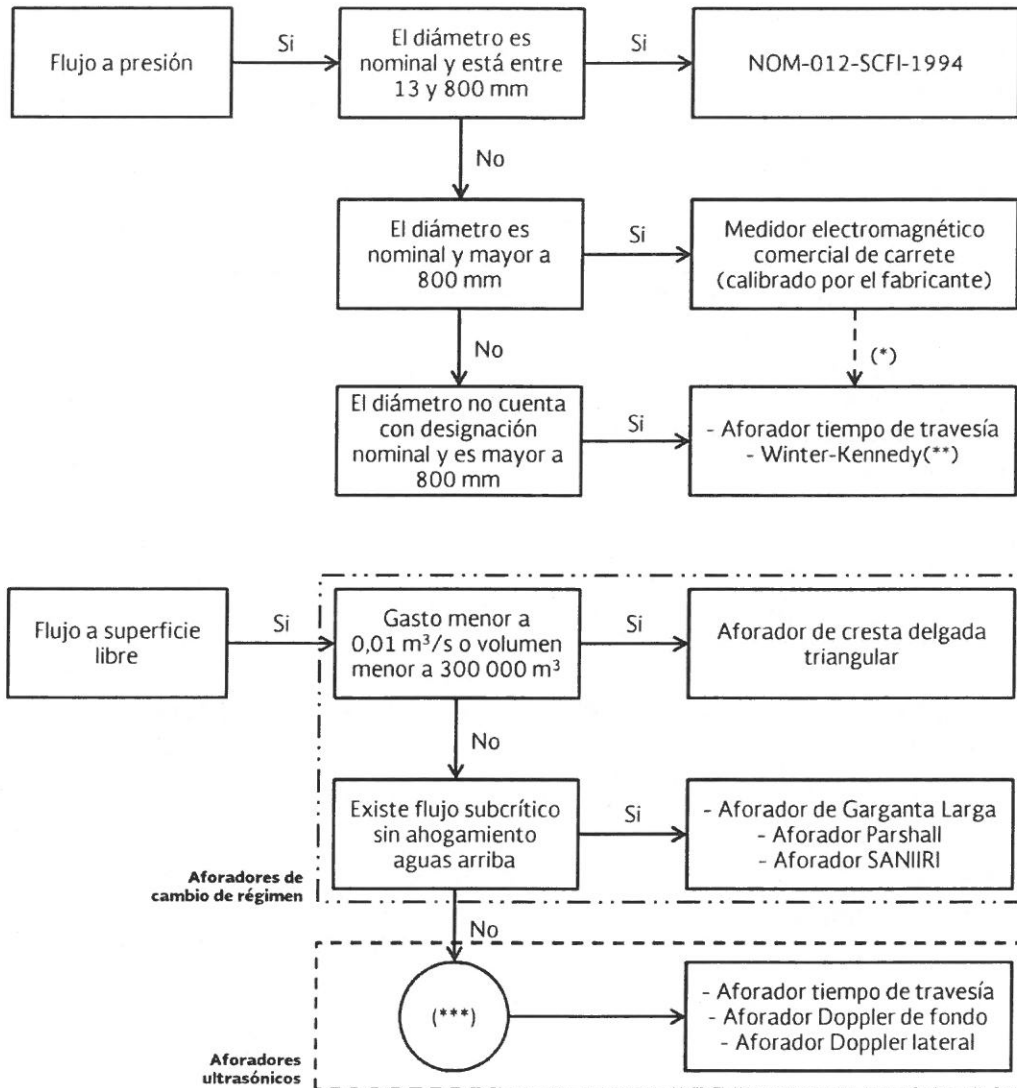 Flujo a presión
Si
El diámetro es
nominal y está entre
13 y 800 mm
Si
NOM-012-SCFI-1994
No
El diámetro es
nominal y mayor a
800 mm
Si
Medidor electromagnético
comercial de carrete
(calibrado por el fabricante)
No
(*)
El diámetro no cuenta
con designación
nominal y es mayor a
800 mm
Si
- Aforador tiempo de travesía
- Winter-Kennedy(**)
Flujo a superficie
libre
Si
Gasto menor a
0,01 m³/s o volumen
menor a 300 000 m³
Si
Aforador de cresta delgada
triangular
No
Existe flujo subcrítico
sin ahogamiento
aguas arriba
Si
- Aforador de Garganta Larga
- Aforador Parshall
- Aforador SANIIRI
Aforadores de
cambio de régimen
No
(***)
- Aforador tiempo de travesía
- Aforador Doppler de fondo
- Aforador Doppler lateral
Aforadores
ultrasónicos